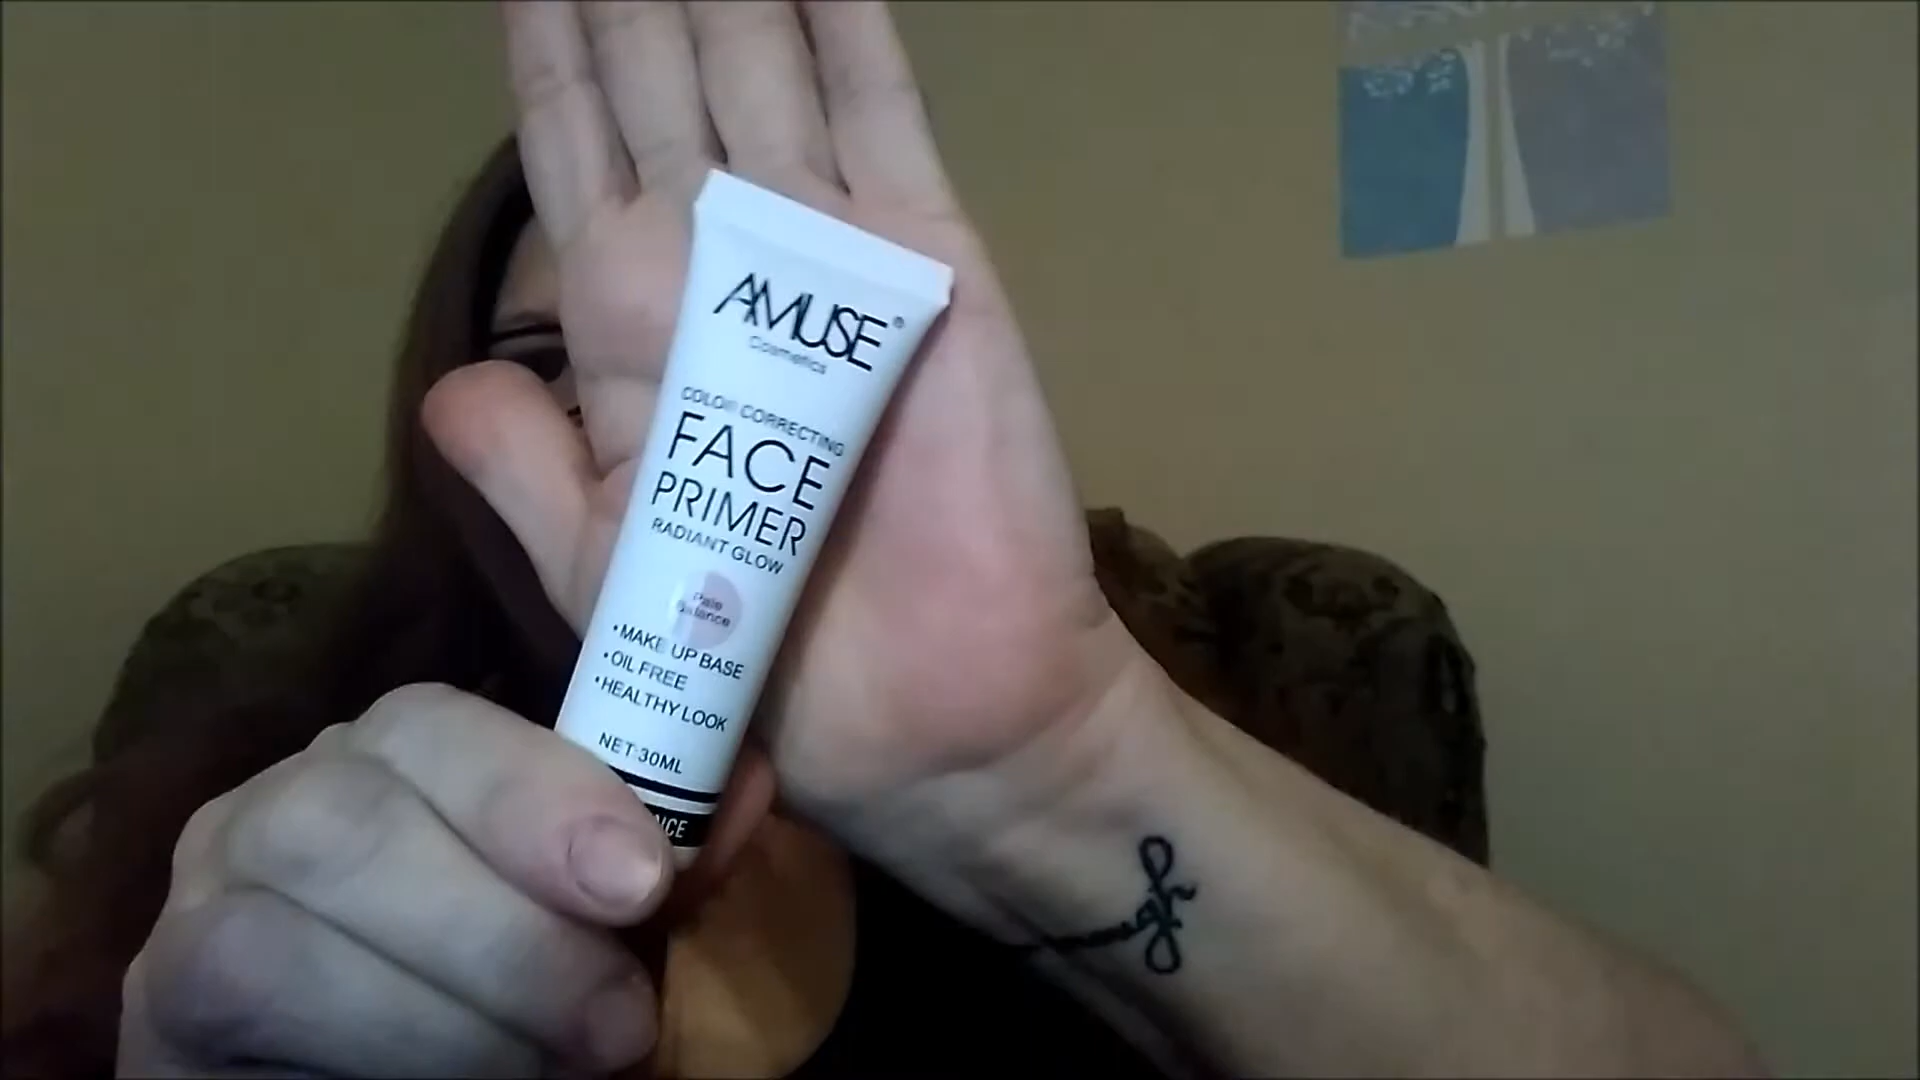 AMUSE®
Cosmetics
COLOR CORRECTING
FACE
PRIMER
RADIANT GLOW
Pale
Balance
• MAKE UP BASE
• OIL FREE
• HEALTHY LOOK
NET:30ML
NCE